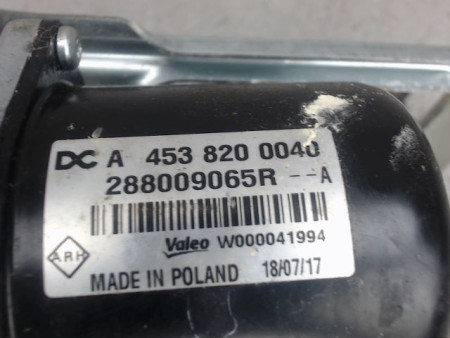 DC A 453 820 0040
288009065R --A
Valeo W000041994
ARH
MADE IN POLAND 18/07/17